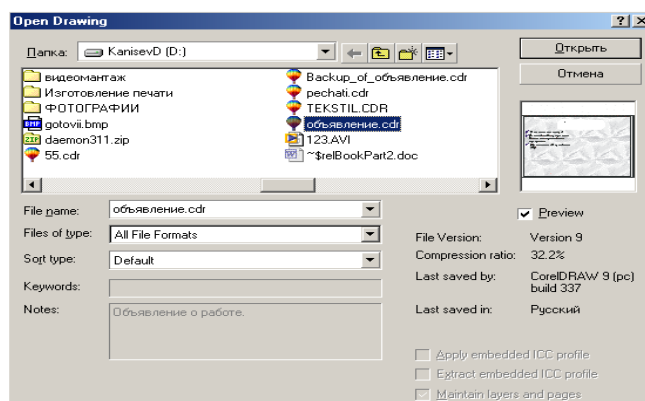 Open Drawing
Папка: KanisevD (D:)
Открыть
Отмена
видеомантаж
Изготовление печати
ФОТОГРАФИИ
gotovii.bmp
daemon311.zip
55.cdr
Backup_of_объявление.cdr
pechati.cdr
TEKSTIL.CDR
объявление.cdr
123.AVI
~$relBookPart2.doc
File name: объявление.cdr
Preview
Files of type: All File Formats
File Version: Version 9
Sort type: Default
Compression ratio: 32.2%
Keywords:
Last saved by: CorelDRAW 9 (pc)
build 337
Notes: Объявление о работе.
Last saved in: Русский
Apply embedded ICC profile
Extract embedded ICC profile
Maintain layers and pages